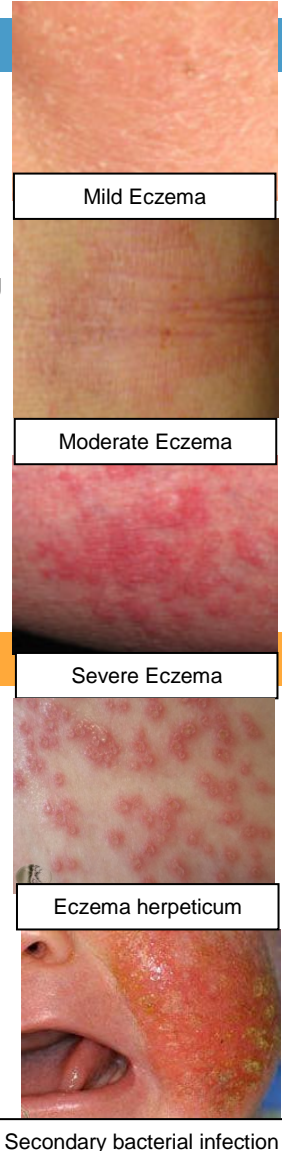 Mild Eczema
Moderate Eczema
Severe Eczema
Eczema herpeticum
Secondary bacterial infection